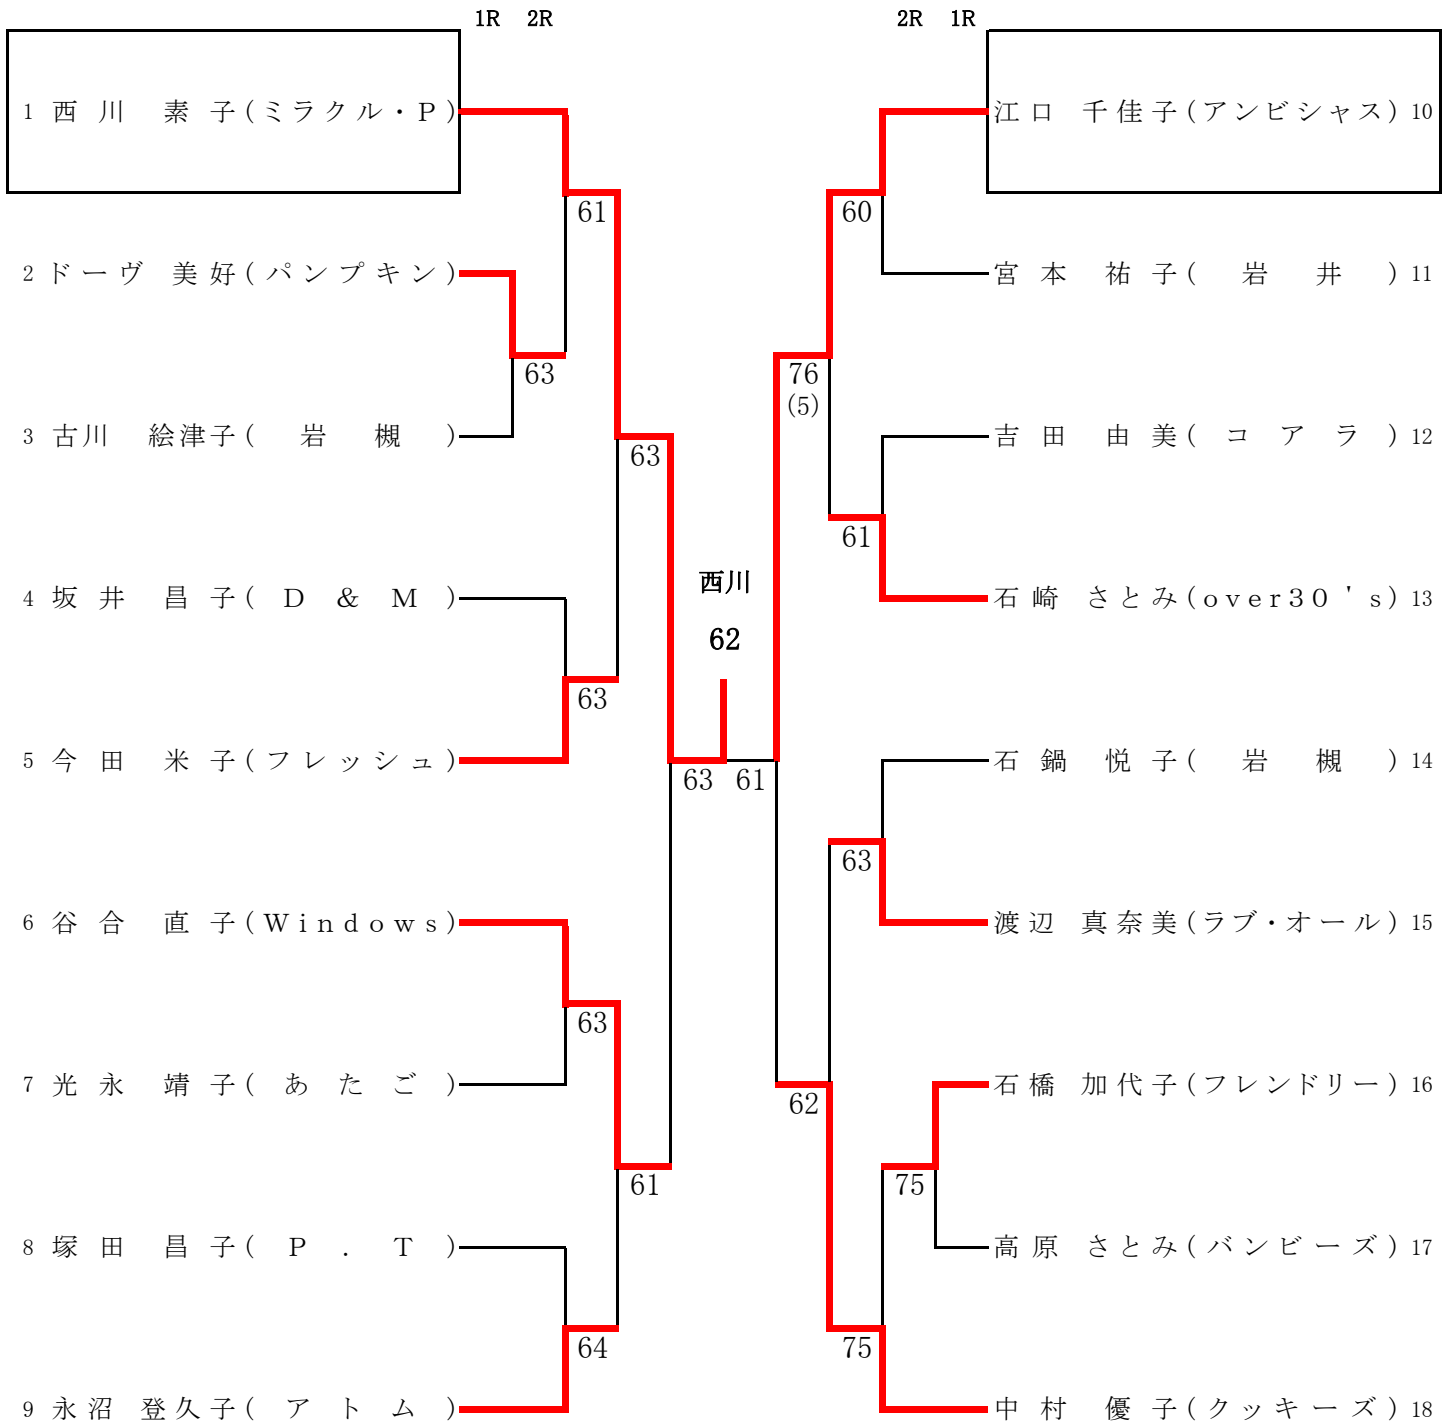 1R 2R
2R 1R
1 西川 素子(ミラクル・P)
江口 千佳子(アンビシャス) 10
61
60
2 ドーヴ 美好(パンプキン)
宮本 祐子(岩井) 11
63
76
(5)
3 古川 絵津子(岩槻)
吉田 由美(コアラ) 12
63
61
西川
4 坂井 昌子(D&M)
石崎 さとみ(over30's) 13
62
63
5 今田 米子(フレッシュ)
石鍋 悦子(岩槻) 14
63 61
63
6 谷合 直子(Windows)
渡辺 真奈美(ラブ・オール) 15
63
7 光永 靖子(あたご)
石橋 加代子(フレンドリー) 16
62
61
75
8 塚田 昌子(P.T)
高原 さとみ(バンビーズ) 17
64
75
9 永沼 登久子(アトム)
中村 優子(クッキーズ) 18